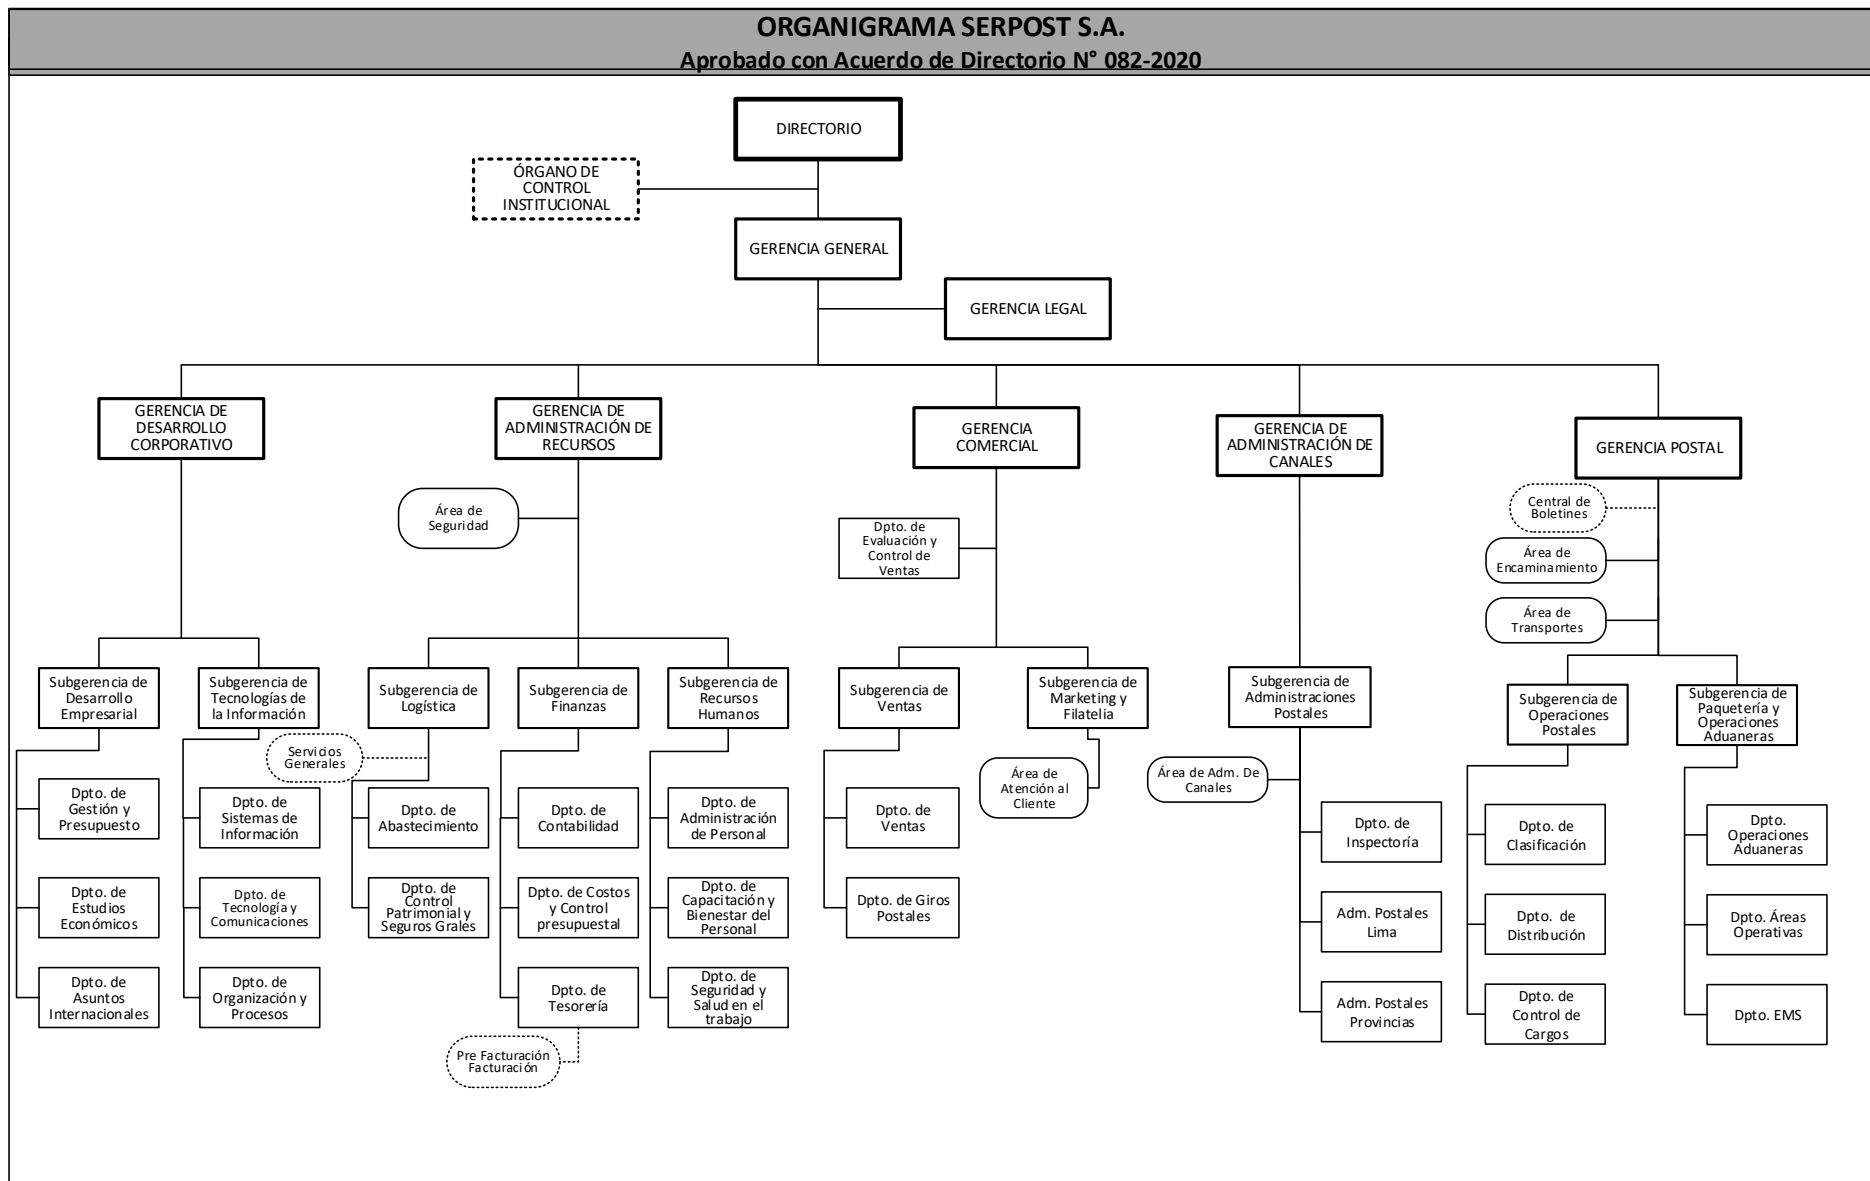 ORGANIGRAMA SERPOST S.A.
Aprobado con Acuerdo de Directorio N° 082-2020
DIRECTORIO
ÓRGANO DE
CONTROL
INSTITUCIONAL
GERENCIA GENERAL
GERENCIA LEGAL
GERENCIA DE
DESARROLLO
CORPORATIVO
GERENCIA DE
ADMINISTRACIÓN DE
RECURSOS
GERENCIA
COMERCIAL
GERENCIA DE
ADMINISTRACIÓN DE
CANALES
GERENCIA POSTAL
Área de
Seguridad
Dpto. de
Evaluación y
Control de
Ventas
Central de
Boletines
Área de
Encaminamiento
Área de
Transportes
Subgerencia de
Desarrollo
Empresarial
Subgerencia de
Tecnologías de
la Información
Subgerencia de
Logística
Subgerencia de
Finanzas
Subgerencia de
Recursos
Humanos
Subgerencia de
Ventas
Subgerencia de
Marketing y
Filatelia
Subgerencia de
Administraciones
Postales
Subgerencia de
Operaciones
Postales
Subgerencia de
Paquetería y
Operaciones
Aduaneras
Servicios
Generales
Área de
Atención al
Cliente
Área de Adm. De
Canales
Dpto. de
Gestión y
Presupuesto
Dpto. de
Sistemas de
Información
Dpto. de
Abastecimiento
Dpto. de
Contabilidad
Dpto. de
Administración
de Personal
Dpto. de
Ventas
Dpto. de
Inspectoría
Dpto. de
Clasificación
Dpto.
Operaciones
Aduaneras
Dpto. de
Estudios
Económicos
Dpto. de
Tecnología y
Comunicaciones
Dpto. de
Control
Patrimonial y
Seguros Grales
Dpto. de Costos
y Control
presupuestal
Dpto. de
Capacitación y
Bienestar del
Personal
Dpto. de Giros
Postales
Adm. Postales
Lima
Dpto. de
Distribución
Dpto. Áreas
Operativas
Dpto. de
Asuntos
Internacionales
Dpto. de
Organización y
Procesos
Dpto. de
Tesorería
Dpto. de
Seguridad y
Salud en el
trabajo
Adm. Postales
Provincias
Dpto. de
Control de
Cargos
Dpto. EMS
Pre Facturación
Facturación